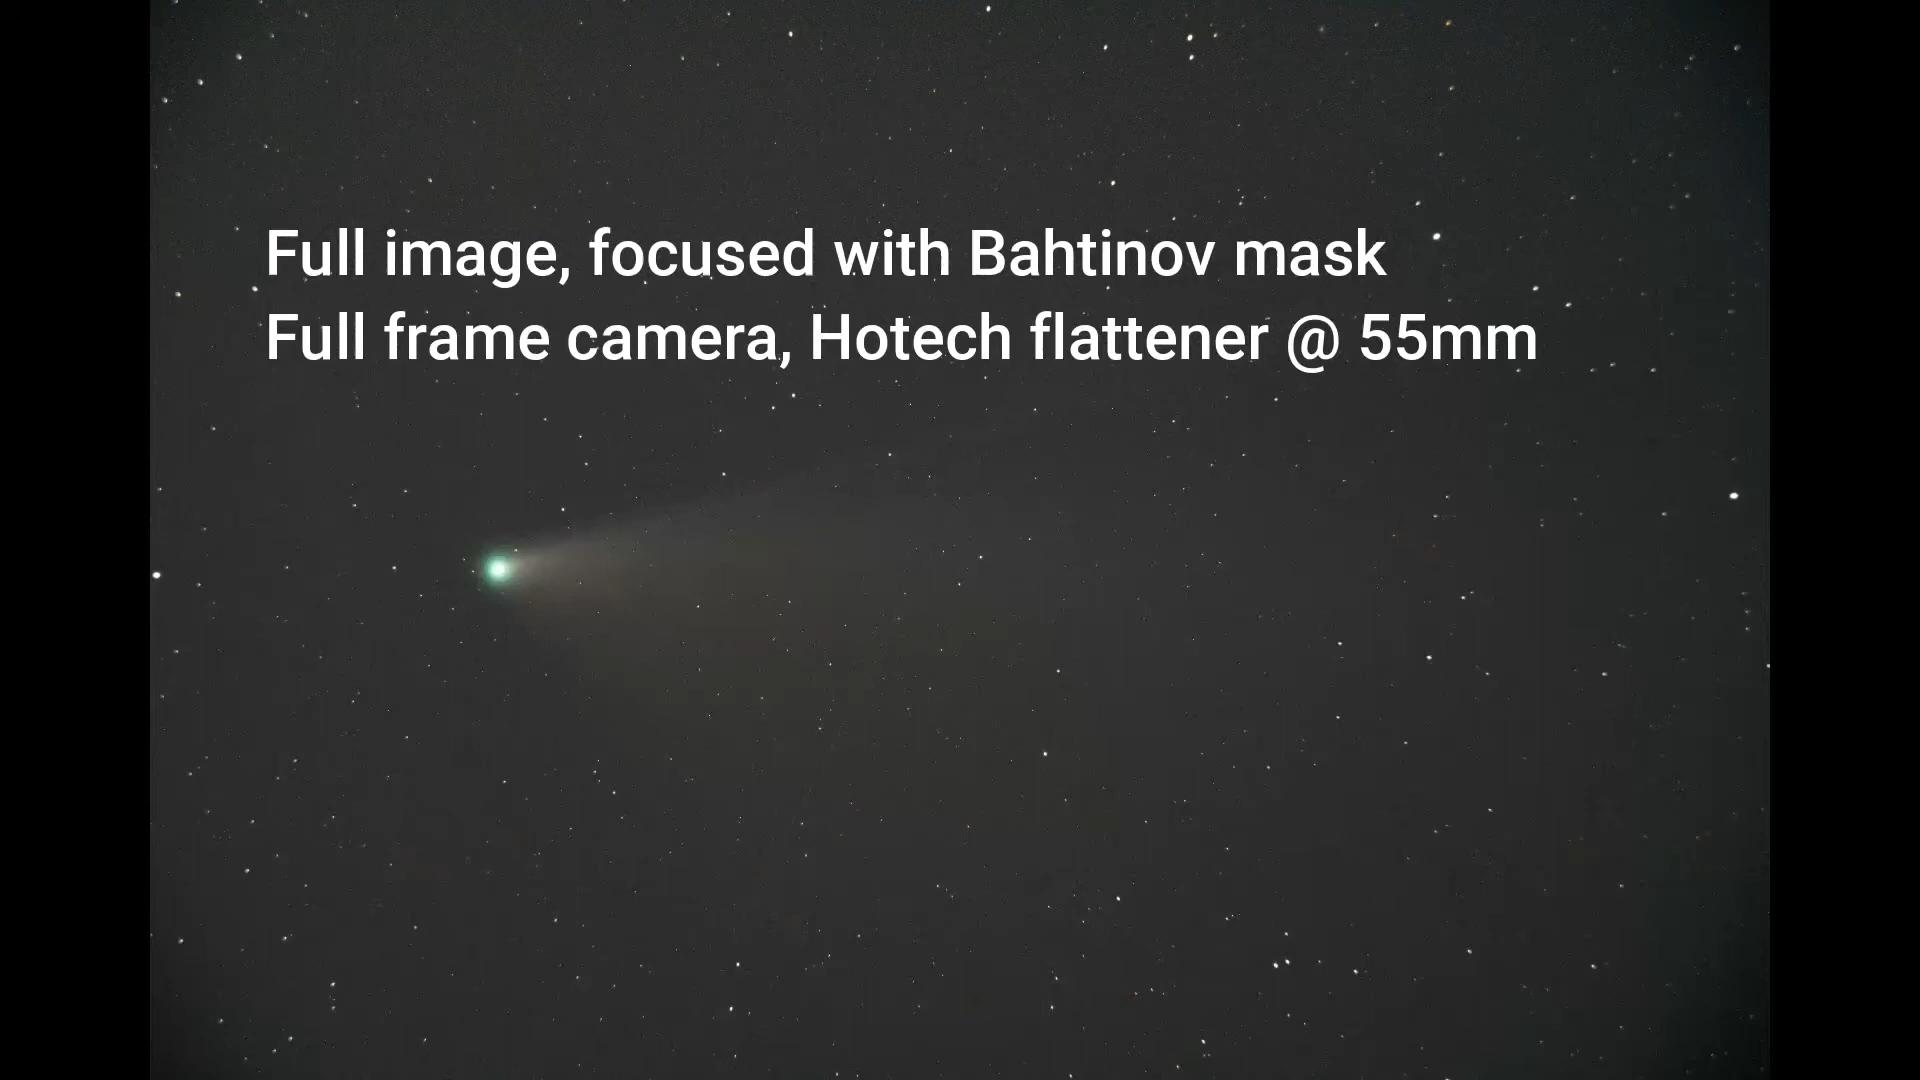 Full image, focused with Bahtinov mask
Full frame camera, Hotech flattener @ 55mm